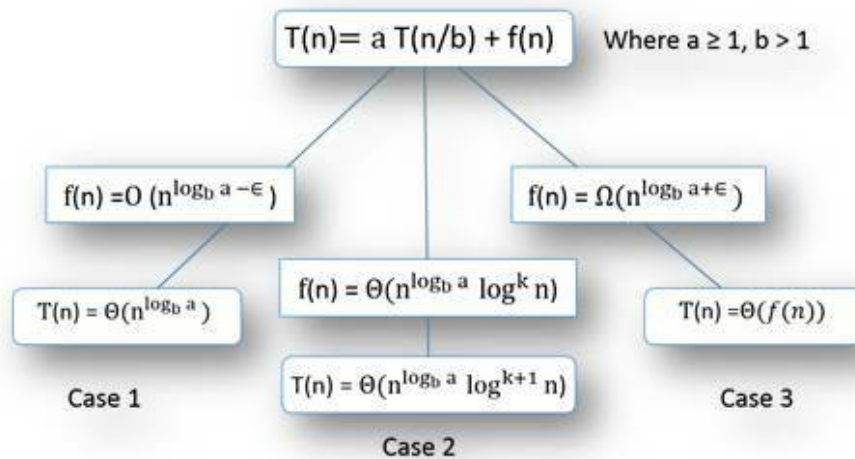 T(n)= a T(n/b) + f(n)
Where a ≥ 1, b > 1
f(n) =O (n^{log_b a −∈} )
f(n) = Ω(n^{log_b a+∈} )
f(n) = Θ(n^{log_b a} log^k n)
T(n) = Θ(n^{log_b a} )
T(n) =Θ(f(n))
T(n) = Θ(n^{log_b a} log^{k+1} n)
Case 1
Case 3
Case 2